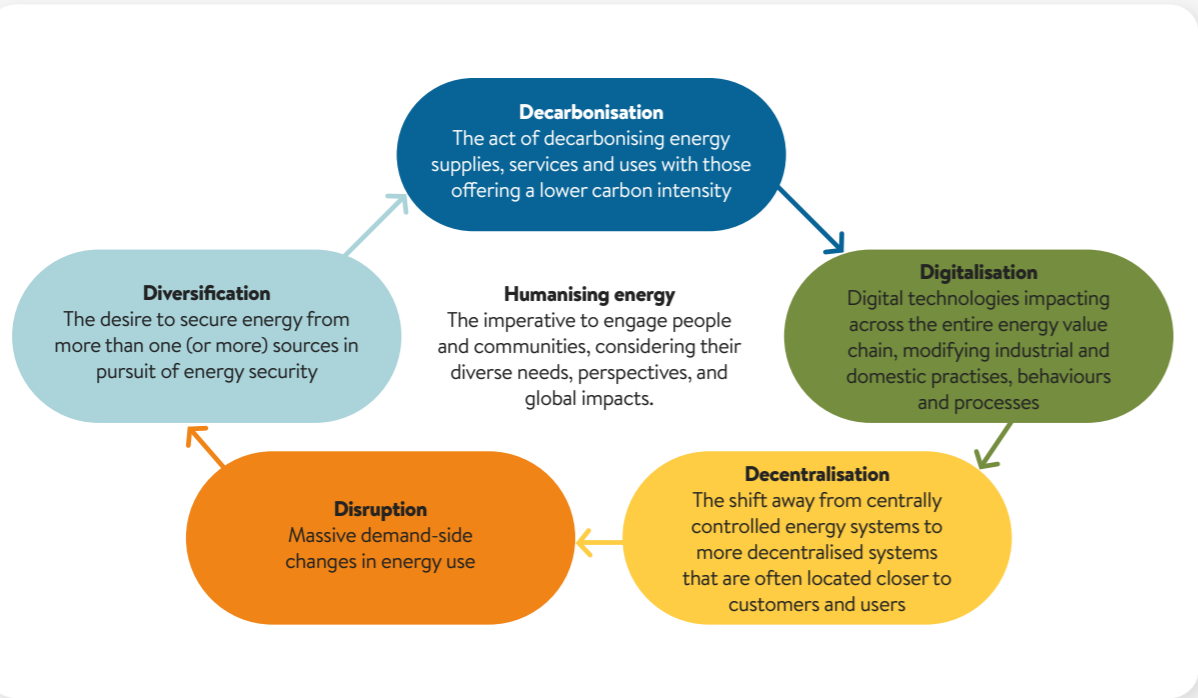 Decarbonisation
The act of decarbonising energy
supplies, services and uses with those
offering a lower carbon intensity
Digitalisation
Digital technologies impacting
across the entire energy value
chain, modifying industrial and
domestic practises, behaviours
and processes
Decentralisation
The shift away from centrally
controlled energy systems to
more decentralised systems
that are often located closer to
customers and users
Disruption
Massive demand-side
changes in energy use
Diversification
The desire to secure energy from
more than one (or more) sources in
pursuit of energy security
Humanising energy
The imperative to engage people
and communities, considering their
diverse needs, perspectives, and
global impacts.